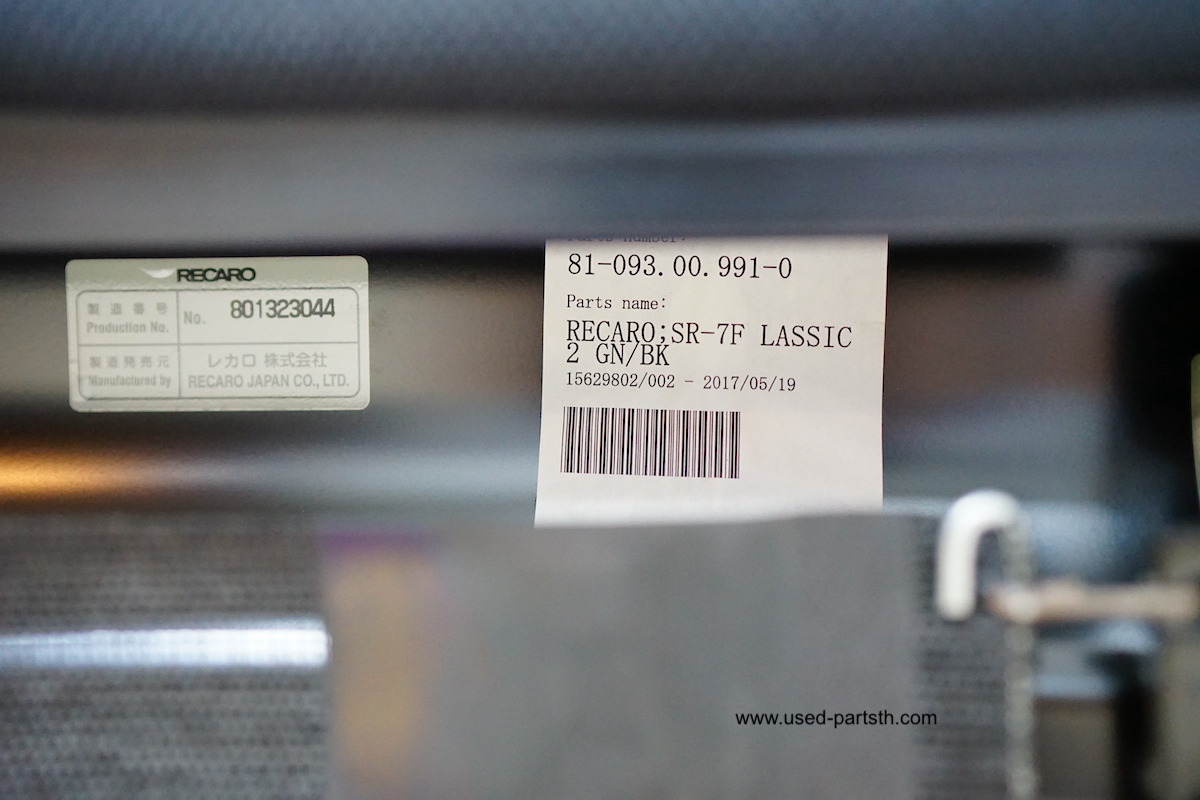 RECARO
製造番号
Production No.
No. 801323044
製造発売元
Manufactured by
レカロ 株式会社
RECARO JAPAN CO., LTD.
Parts number:
81-093.00.991-0
Parts name:
RECARO;SR-7F LASSIC
2 GN/BK
15629802/002 - 2017/05/19
www.used-partsth.com